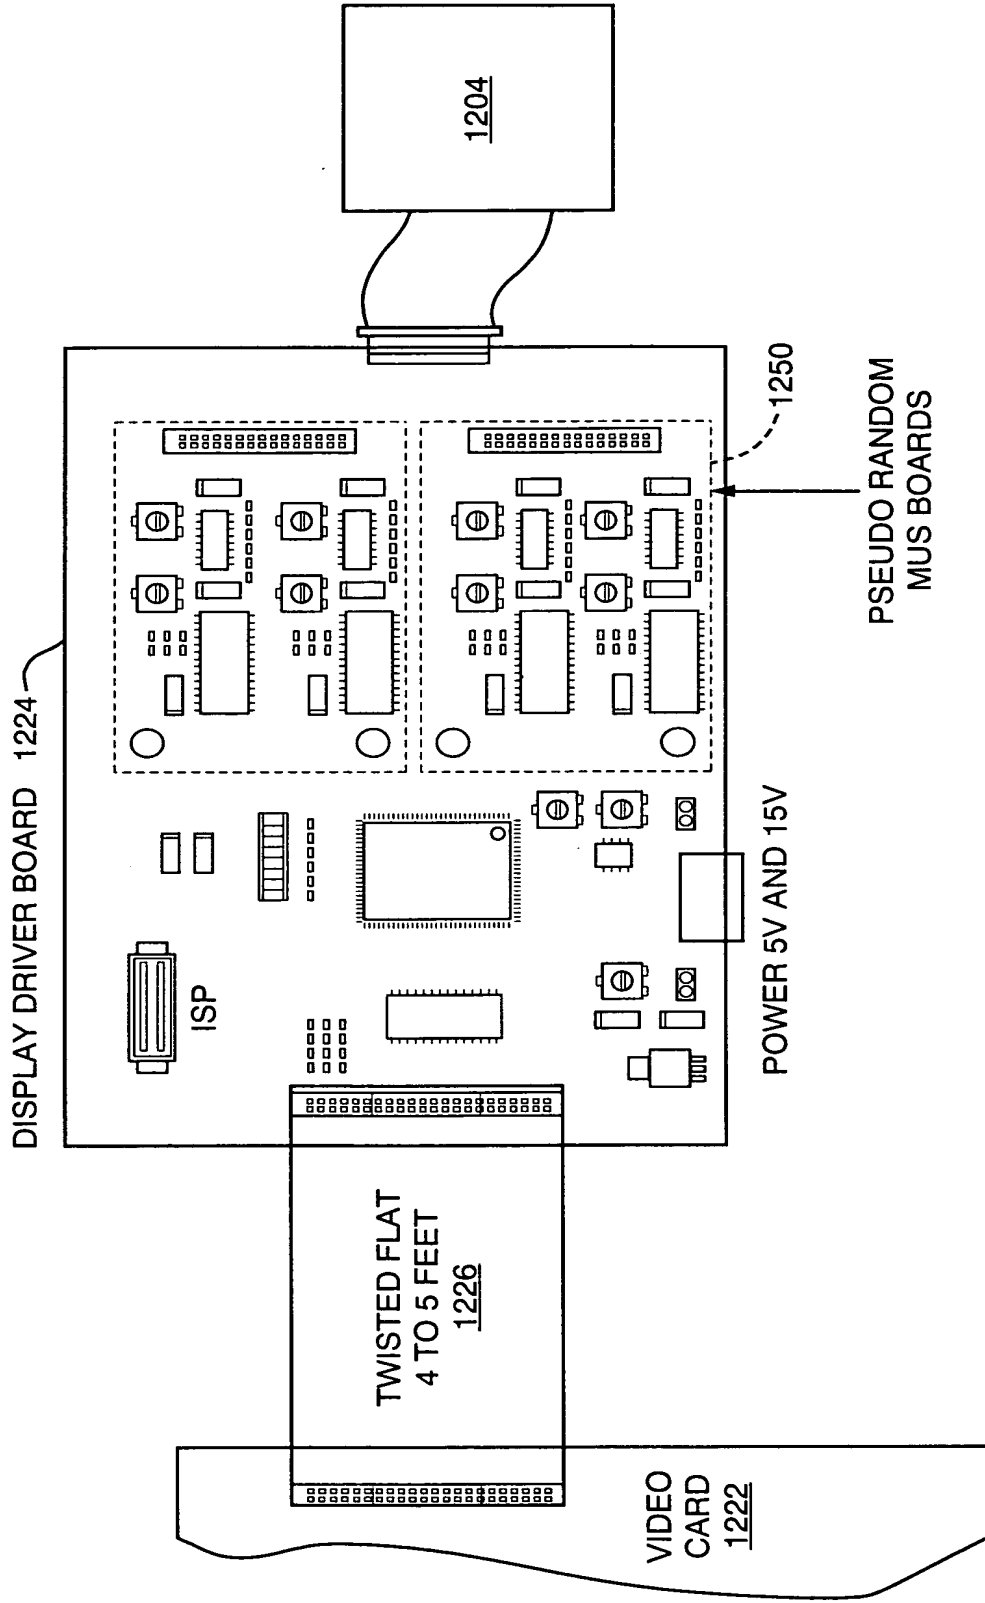 DISPLAY DRIVER BOARD 1224
1204
1250
PSEUDO RANDOM
MUS BOARDS
ISP
POWER 5V AND 15V
TWISTED FLAT
4 TO 5 FEET
1226
VIDEO
CARD
1222